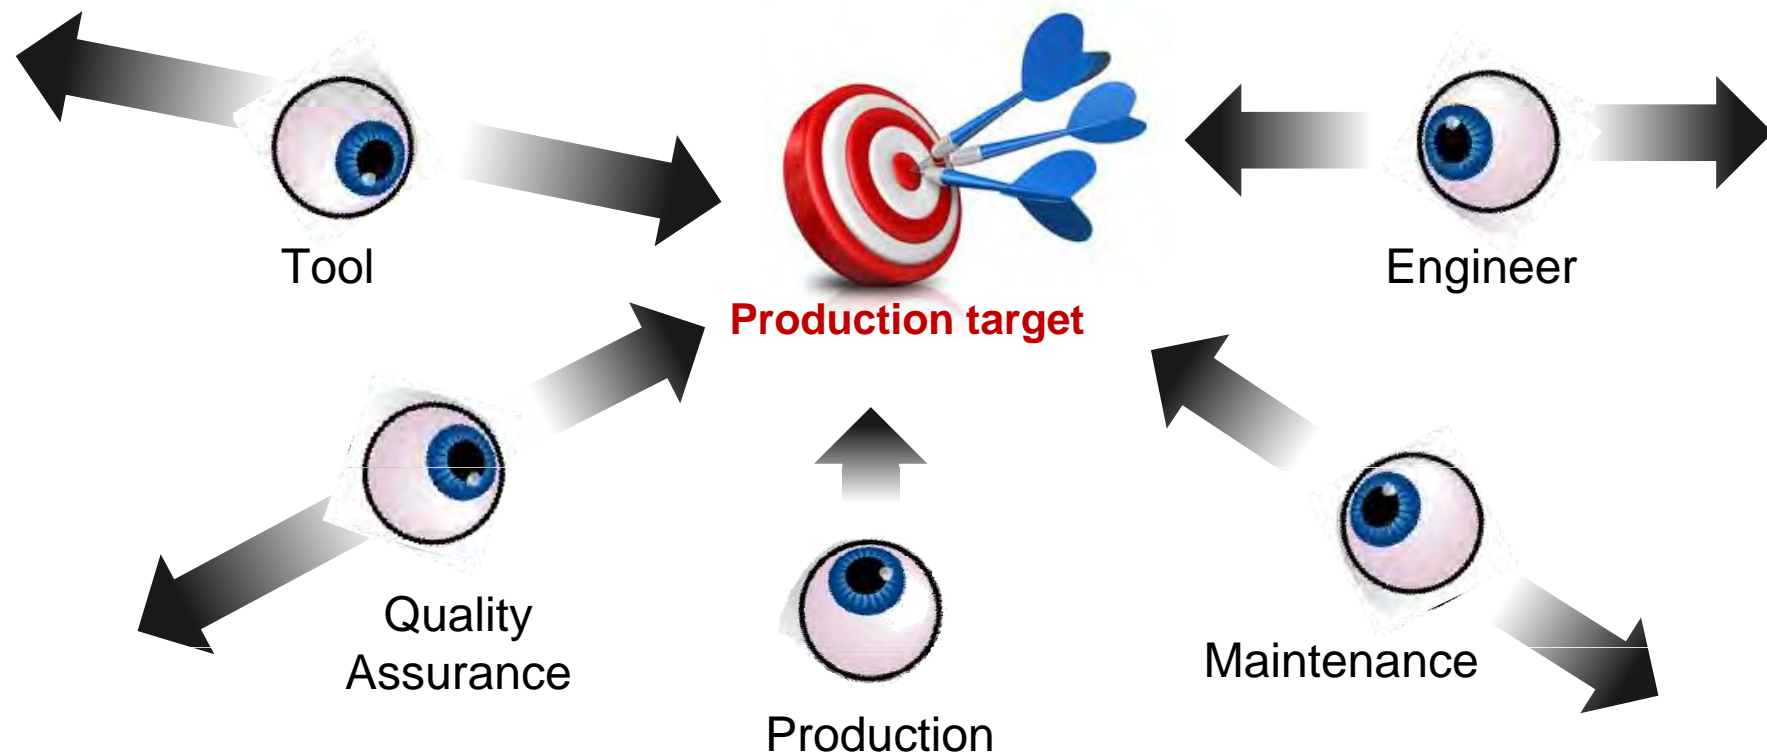 Tool
Engineer
Production target
Quality
Assurance
Maintenance
Production